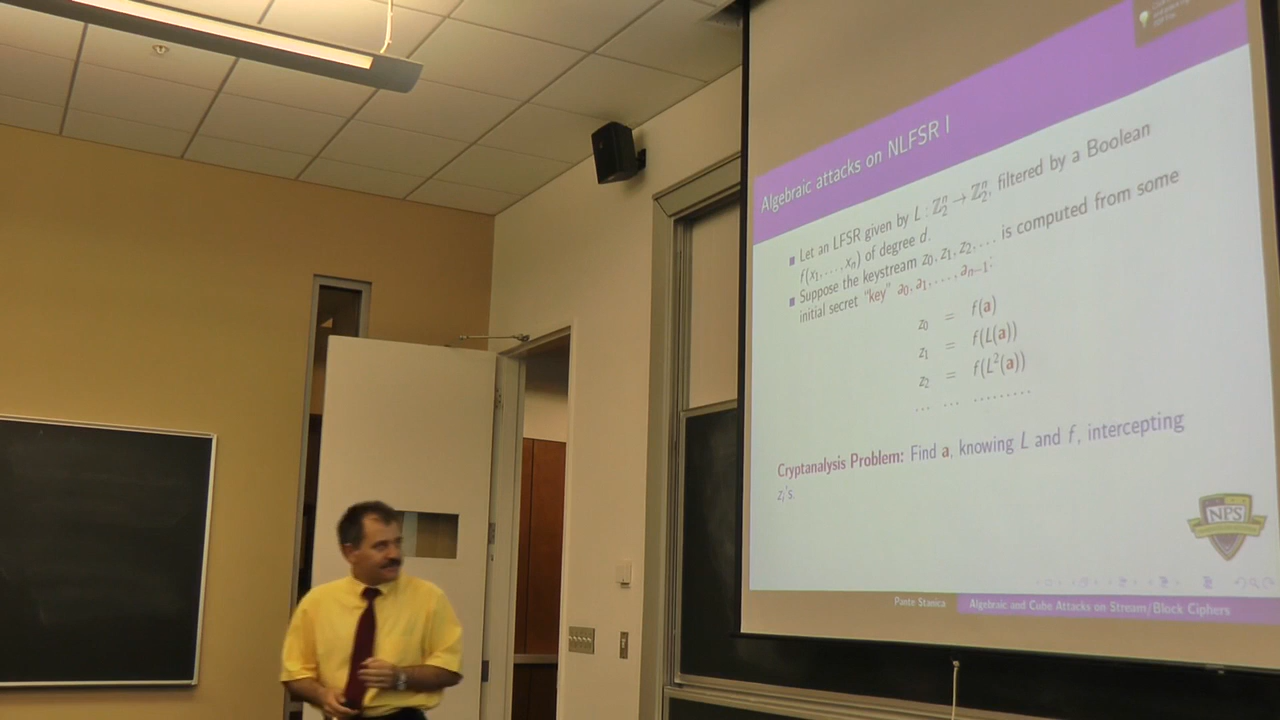 Algebraic attacks on NLFSR I
Let an LFSR given by L : ℤ₂ⁿ → ℤ₂ⁿ, filtered by a Boolean
f(x₁, . . . , xₙ) of degree d.
Suppose the keystream z₀, z₁, z₂, . . . is computed from some
initial secret "key" a₀, a₁, . . . , aₙ₋₁:
z₀ = f(a)
z₁ = f(L(a))
z₂ = f(L²(a))
... ... .........
Cryptanalysis Problem: Find a, knowing L and f, intercepting
zᵢ's.
NPS
Pante Stanica Algebraic and Cube Attacks on Stream/Block Ciphers